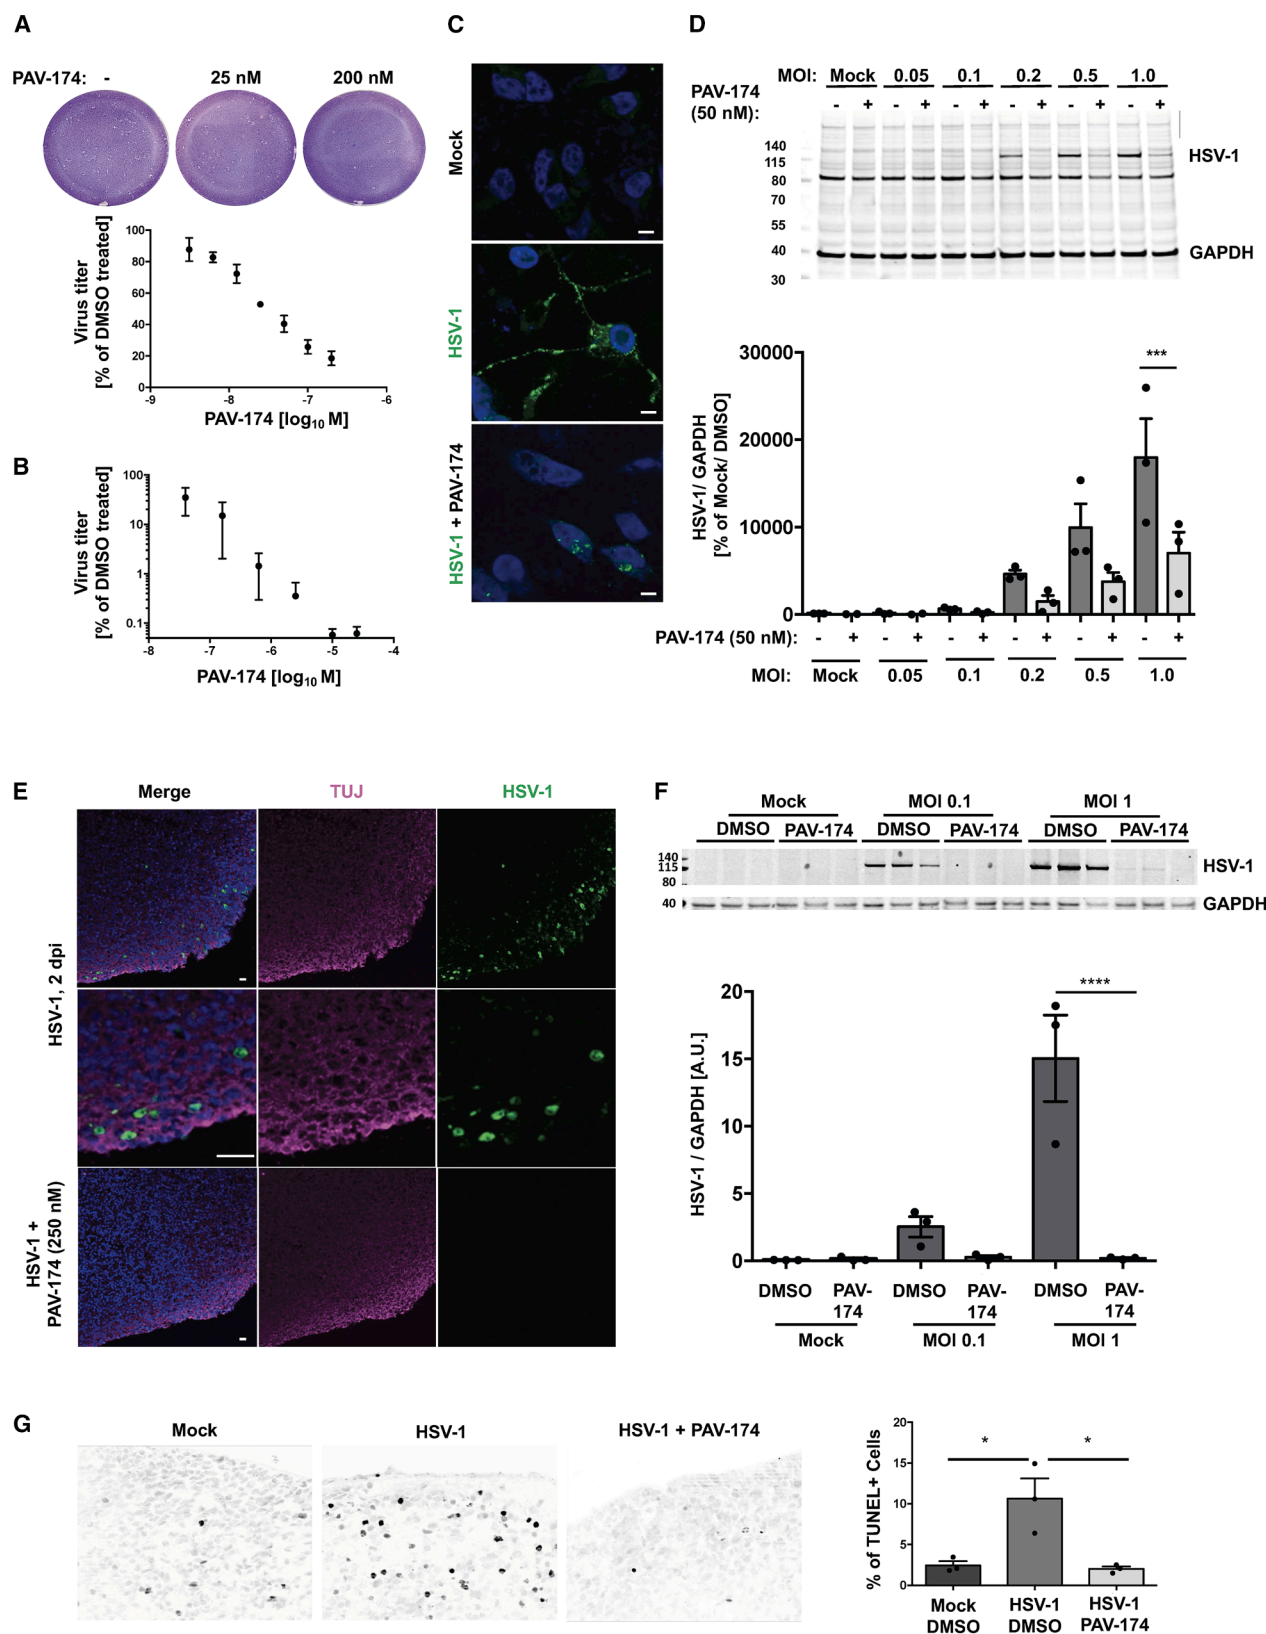 A
PAV-174: - 25 nM 200 nM
Virus titer
[% of DMSO treated]
100
80
60
40
20
0
-9 -8 -7 -6
PAV-174 [log10 M]
B
Virus titer
[% of DMSO treated]
100
10
1
0.1
-8 -7 -6 -5 -4
PAV-174 [log10 M]
C
Mock
HSV-1
HSV-1 + PAV-174
D
MOI: Mock 0.05 0.1 0.2 0.5 1.0
PAV-174
(50 nM):
- + - + - + - + - + - +
140
115
80
70
55
40
30
HSV-1
GAPDH
HSV-1/ GAPDH
[% of Mock/ DMSO]
30000
20000
10000
0
***
PAV-174 (50 nM): - + - + - + - + - + - +
MOI: Mock 0.05 0.1 0.2 0.5 1.0
E
Merge TUJ HSV-1
HSV-1, 2 dpi
HSV-1 +
PAV-174 (250 nM)
F
Mock MOI 0.1 MOI 1
DMSO PAV-174 DMSO PAV-174 DMSO PAV-174
140
115
80
40
HSV-1
GAPDH
HSV-1 / GAPDH [A.U.]
20
15
10
5
0
****
DMSO PAV- DMSO PAV- DMSO PAV-
174 174 174
Mock MOI 0.1 MOI 1
G
Mock HSV-1 HSV-1 + PAV-174
% of TUNEL+ Cells
20
15
10
5
0
* *
Mock HSV-1 HSV-1
DMSO DMSO PAV-174